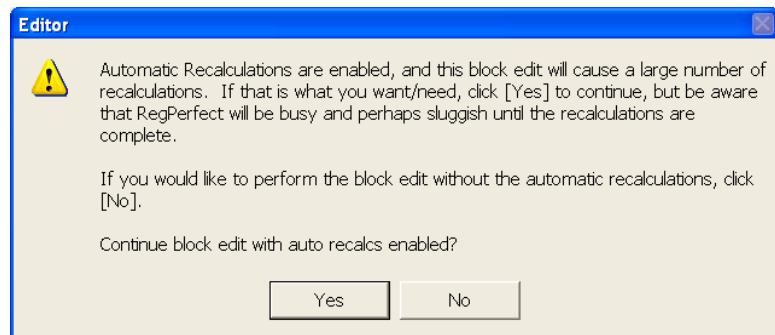 Editor
Automatic Recalculations are enabled, and this block edit will cause a large number of
recalculations.  If that is what you want/need, click [Yes] to continue, but be aware
that RegPerfect will be busy and perhaps sluggish until the recalculations are
complete.
If you would like to perform the block edit without the automatic recalculations, click
[No].
Continue block edit with auto recalcs enabled?
Yes
No